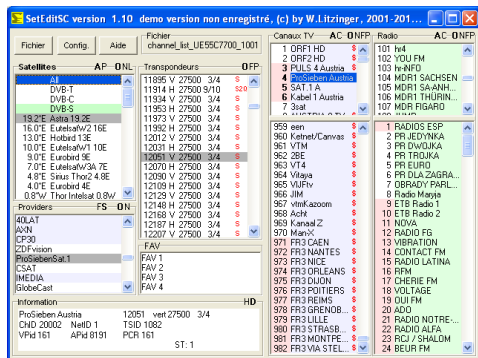 SetEditSC version 1.10 demo version non enregistré, (c) by W.Litzinger, 2001-201...
Fichier Config. Aide
Fichier
channel_list_UE55C7700_1001
Satellites AP ONL
All
DVB-T
DVB-C
DVB-S
19.2°E Astra 19.2E
16.0°E EutelsafW2 16E
13.0°E Hotbird 13E
10.0°E EutelsafW1 10E
9.0°E Eurobird 9E
7.0°E EutelsafW3A 7E
4.8°E Sirius Thor2 4.8E
4.0°E Eurobird 4E
0.8°W Thor Intelsat 0.8W
Providers FS ON
40LAT
AXN
CP30
ZDFvision
ProSiebenSat.1
CSAT
IMEDIA
GlobeCast
Transpondeurs OFP
11895 V 27500 3/4 S
11914 H 27500 9/10 S20
11934 V 27500 3/4 S
11953 H 27500 3/4 S
11973 V 27500 3/4 S
11992 H 27500 3/4 S
12012 V 27500 3/4 S
12031 H 27500 3/4 S
12051 V 27500 3/4 S
12070 H 27500 3/4 S
12090 V 27500 3/4 S
12109 H 27500 3/4 S
12129 V 27500 3/4 S
12148 H 27500 3/4 S
12168 V 27500 3/4 S
12187 H 27500 3/4 S
12207 V 27500 3/4 S
FAV
FAV 1
FAV 2
FAV 3
FAV 4
Information HD
ProSieben Austria 12051 vert 27500 3/4
CND 20002 NetID 1 TSID 1082
VPid 161 APid 8191 PCR 161
ST: 1
Canaux TV AC ONFP
1 ORF1 HD $
2 ORF2 HD $
3 PULS 4 Austria
4 ProSieben Austria
5 SAT.1 A
6 Kabel 1 Austria
7 3sat
959 een $
960 Ketnet/Canvas $
961 VTM $
962 2BE $
963 VT4 $
964 Vitaya $
965 VIJFtv $
966 JIM $
967 vtmKazoom $
968 Acht $
969 Kanaal Z $
970 Man-X $
971 FR3 CAEN $
972 FR3 NANTES $
973 FR3 NICE $
974 FR3 ORLEANS $
975 FR3 DIJON $
976 FR3 POITIERS $
977 FR3 REIMS $
978 FR3 GRENOB... $
979 FR3 LILLE $
980 FR3 STRASB... $
981 FR3 MONTPE... $
982 FR3 VIA STEL... $
Radio AC ONFP
101 hr4
102 YOU FM
103 hr-iNFO
104 MDR1 SACHSEN
105 MDR1 SA-ANH...
106 MDR1 THÜRIN...
107 MDR FIGARO
1 RADIOS ESP
2 PR JEDYNKA
3 PR DWOJKA
4 PR TROJKA
5 PR EURO
6 PR DLA ZAGRA...
7 OBRADY PARL...
8 Radio Maryja
9 ETB Radio 1
10 ETB Radio 2
11 NOVA
12 RADIO FG
13 VIBRATION
14 CONTACT FM
15 RADIO LATINA
16 RFM
17 CHERIE FM
18 VOLTAGE
19 OUI FM
20 ADO
21 RADIO NOTRE-...
22 RADIO ALFA
23 RCJ / SHALOM
24 BEUR FM